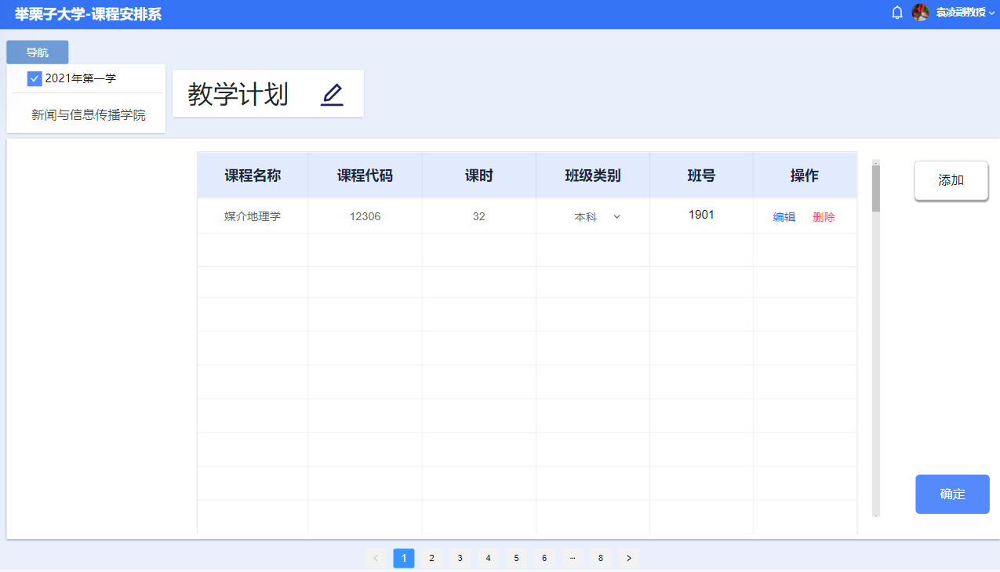 举栗子大学-课程安排系
袁凌副教授
导航
2021年第一学
新闻与信息传播学院
教学计划
课程名称 课程代码 课时 班级类别 班号 操作
媒介地理学 12306 32 本科 1901 编辑 删除
添加
确定
< 1 2 3 4 5 6 ··· 8 >